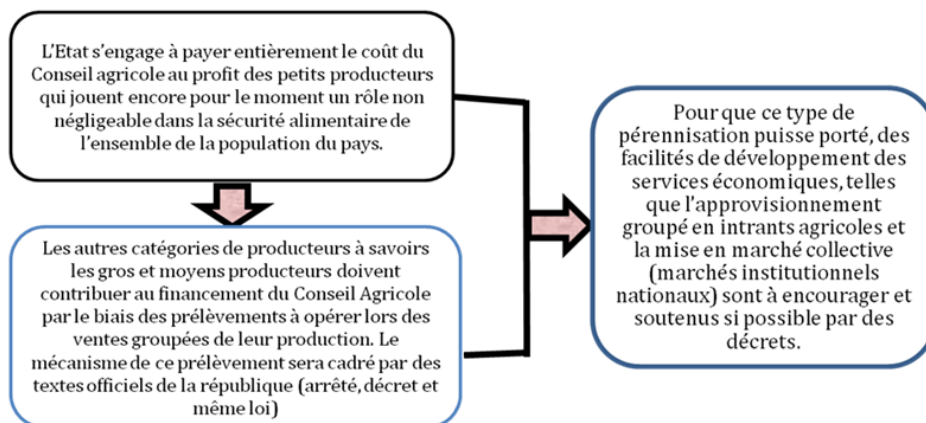 L'Etat s'engage à payer entièrement le coût du
Conseil agricole au profit des petits producteurs
qui jouent encore pour le moment un rôle non
négligeable dans la sécurité alimentaire de
l'ensemble de la population du pays.
Les autres catégories de producteurs à savoirs
les gros et moyens producteurs doivent
contribuer au financement du Conseil Agricole
par le biais des prélèvements à opérer lors des
ventes groupées de leur production. Le
mécanisme de ce prélèvement sera cadré par des
textes officiels de la république (arrêté, décret et
même loi)
Pour que ce type de
pérennisation puisse porté, des
facilités de développement des
services économiques, telles
que l'approvisionnement
groupé en intrants agricoles et
la mise en marché collective
(marchés institutionnels
nationaux) sont à encourager et
soutenus si possible par des
décrets.